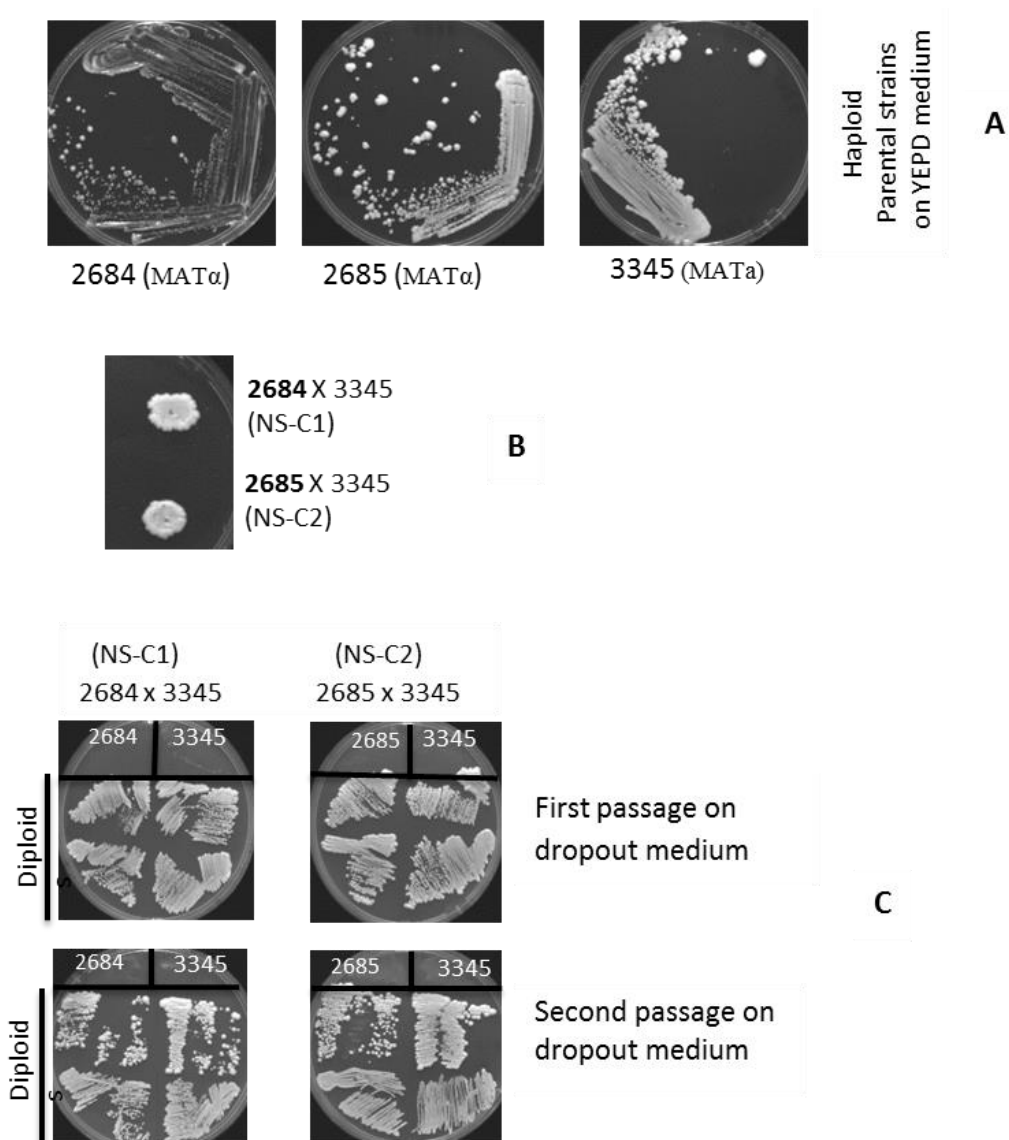 Haploid
Parental strains
on YEPD medium
A
2684 (MATα)
2685 (MATα)
3345 (MATa)
2684 X 3345
(NS-C1)
B
2685 X 3345
(NS-C2)
(NS-C1)
2684 x 3345
(NS-C2)
2685 x 3345
2684
3345
2685
3345
Diploid
s
First passage on
dropout medium
C
2684
3345
2685
3345
Diploid
s
Second passage on
dropout medium